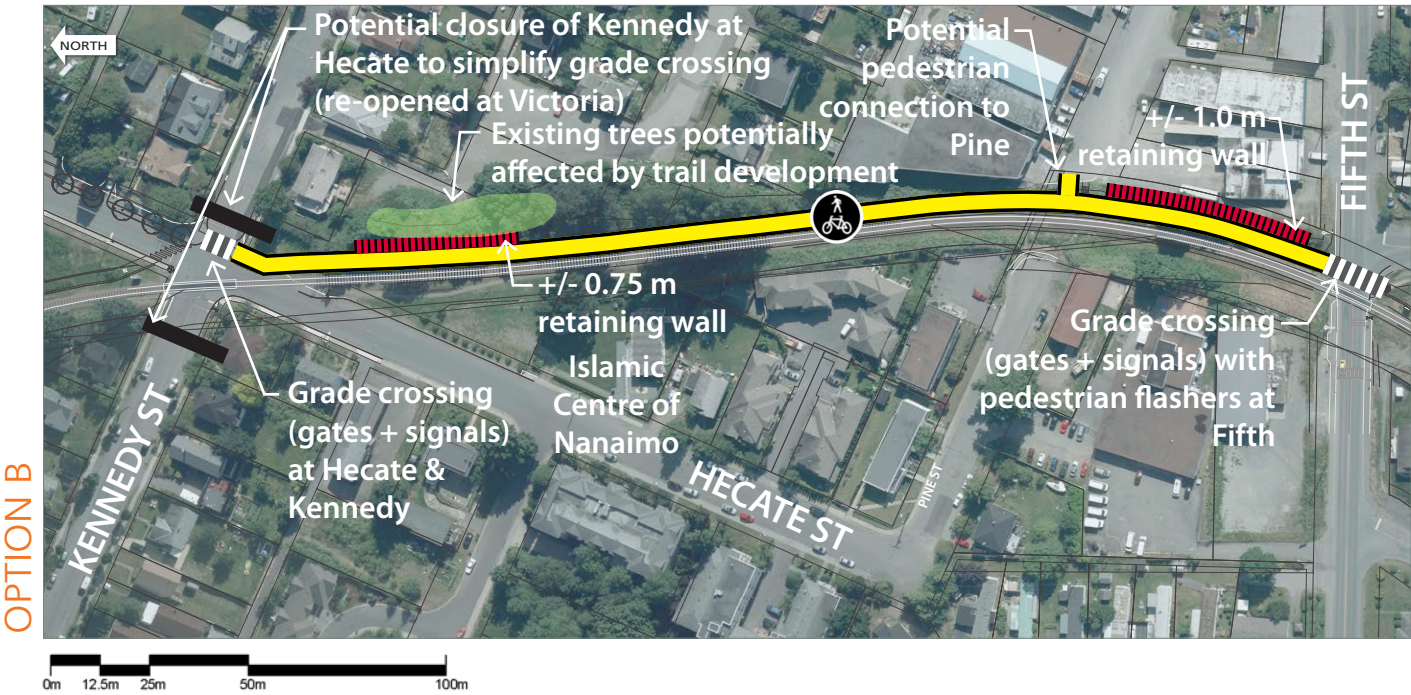 NORTH
Potential closure of Kennedy at
Hecate to simplify grade crossing
(re-opened at Victoria)
Existing trees potentially
affected by trail development
Potential
pedestrian
connection to
Pine
+/- 1.0 m
retaining wall
FIFTH ST
+/- 0.75 m
retaining wall
Islamic
Centre of
Nanaimo
Grade crossing
(gates + signals)
at Hecate &
Kennedy
Grade crossing
(gates + signals) with
pedestrian flashers at
Fifth
KENNEDY ST
HECATE ST
PINE ST
OPTION B
0m 12.5m 25m 50m 100m